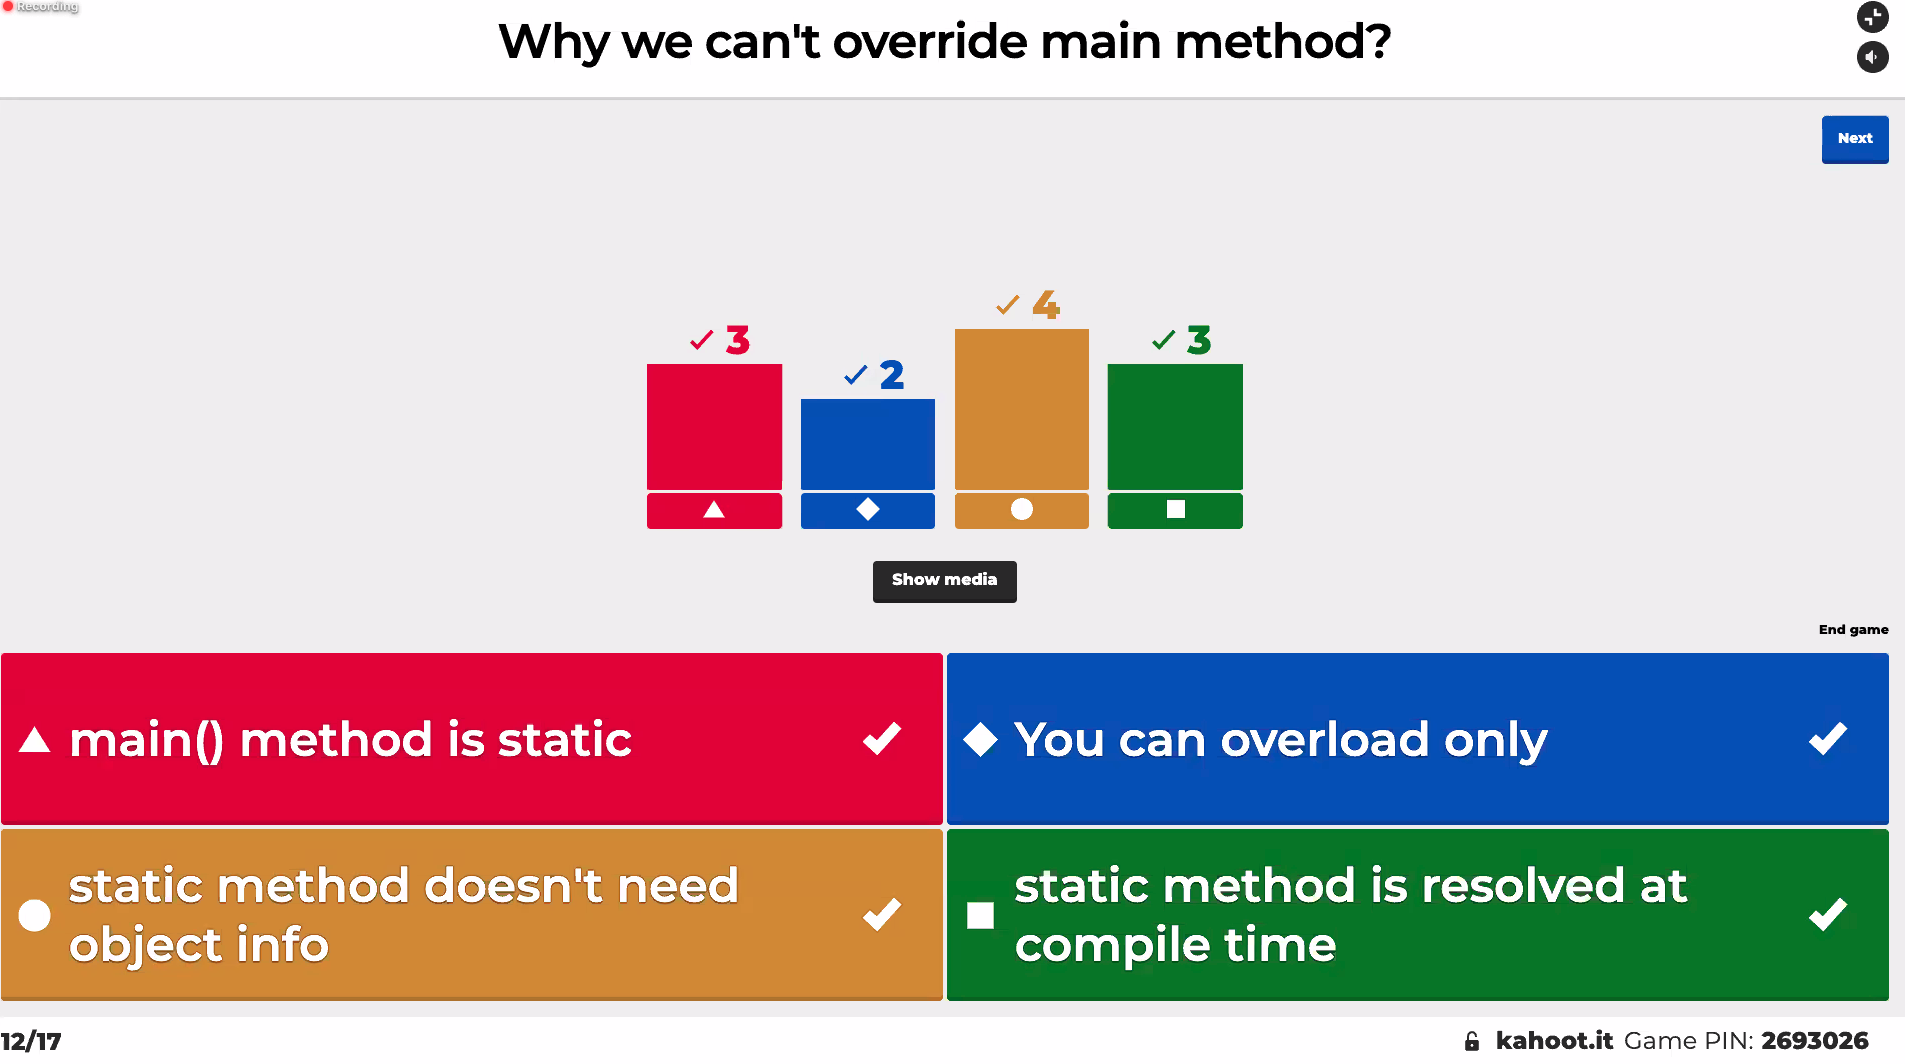 Recording
Why we can't override main method?
Next
3
2
4
3
Show media
End game
main() method is static
You can overload only
static method doesn't need
object info
static method is resolved at
compile time
12/17
kahoot.it Game PIN: 2693026